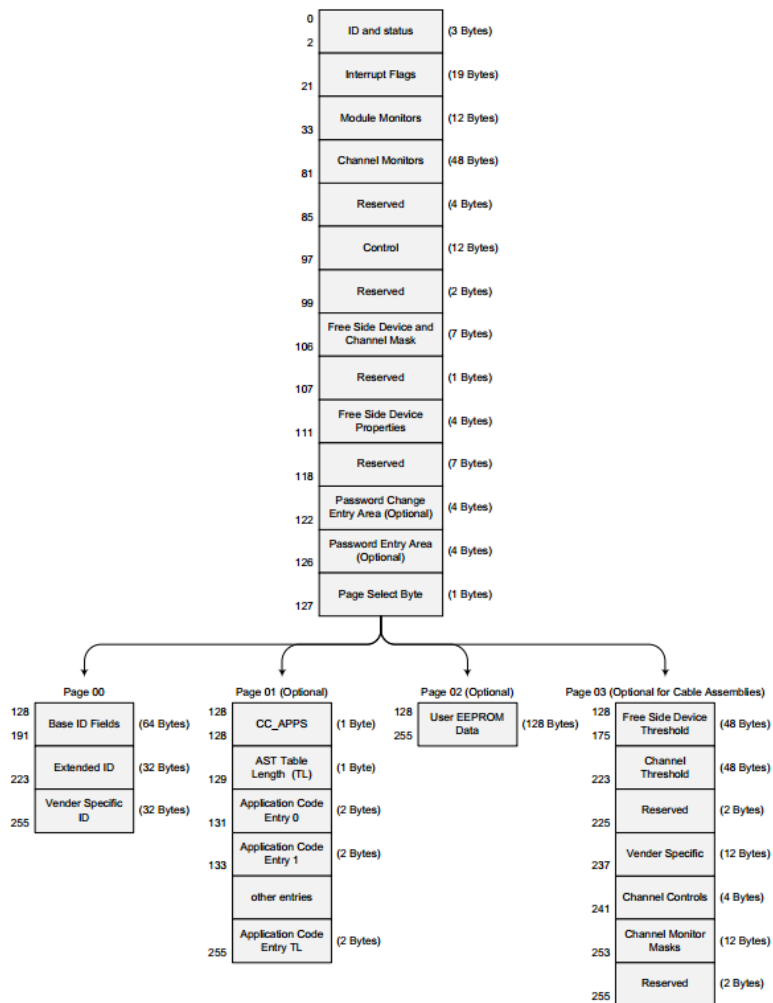 0
ID and status (3 Bytes)
2
Interrupt Flags (19 Bytes)
21
Module Monitors (12 Bytes)
33
Channel Monitors (48 Bytes)
81
Reserved (4 Bytes)
85
Control (12 Bytes)
97
Reserved (2 Bytes)
99
Free Side Device and
Channel Mask (7 Bytes)
106
Reserved (1 Bytes)
107
Free Side Device
Properties (4 Bytes)
111
Reserved (7 Bytes)
118
Password Change
Entry Area (Optional) (4 Bytes)
122
Password Entry Area
(Optional) (4 Bytes)
126
Page Select Byte (1 Bytes)
127
Page 00
128
Base ID Fields (64 Bytes)
191
Extended ID (32 Bytes)
223
Vender Specific
ID (32 Bytes)
255
Page 01 (Optional)
128
CC_APPS (1 Byte)
128
AST Table
Length (TL) (1 Byte)
129
Application Code
Entry 0 (2 Bytes)
131
Application Code
Entry 1 (2 Bytes)
133
other entries
Application Code
Entry TL (2 Bytes)
255
Page 02 (Optional)
128
User EEPROM
Data (128 Bytes)
255
Page 03 (Optional for Cable Assemblies)
128
Free Side Device
Threshold (48 Bytes)
175
Channel
Threshold (48 Bytes)
223
Reserved (2 Bytes)
225
Vender Specific (12 Bytes)
237
Channel Controls (4 Bytes)
241
Channel Monitor
Masks (12 Bytes)
253
Reserved (2 Bytes)
255